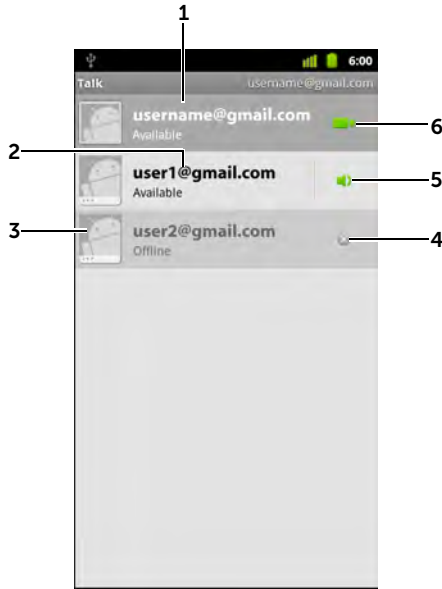 1
6:00
Talk username@gmail.com
username@gmail.com
Available
6
2
user1@gmail.com
Available
5
3
user2@gmail.com
Offline
4